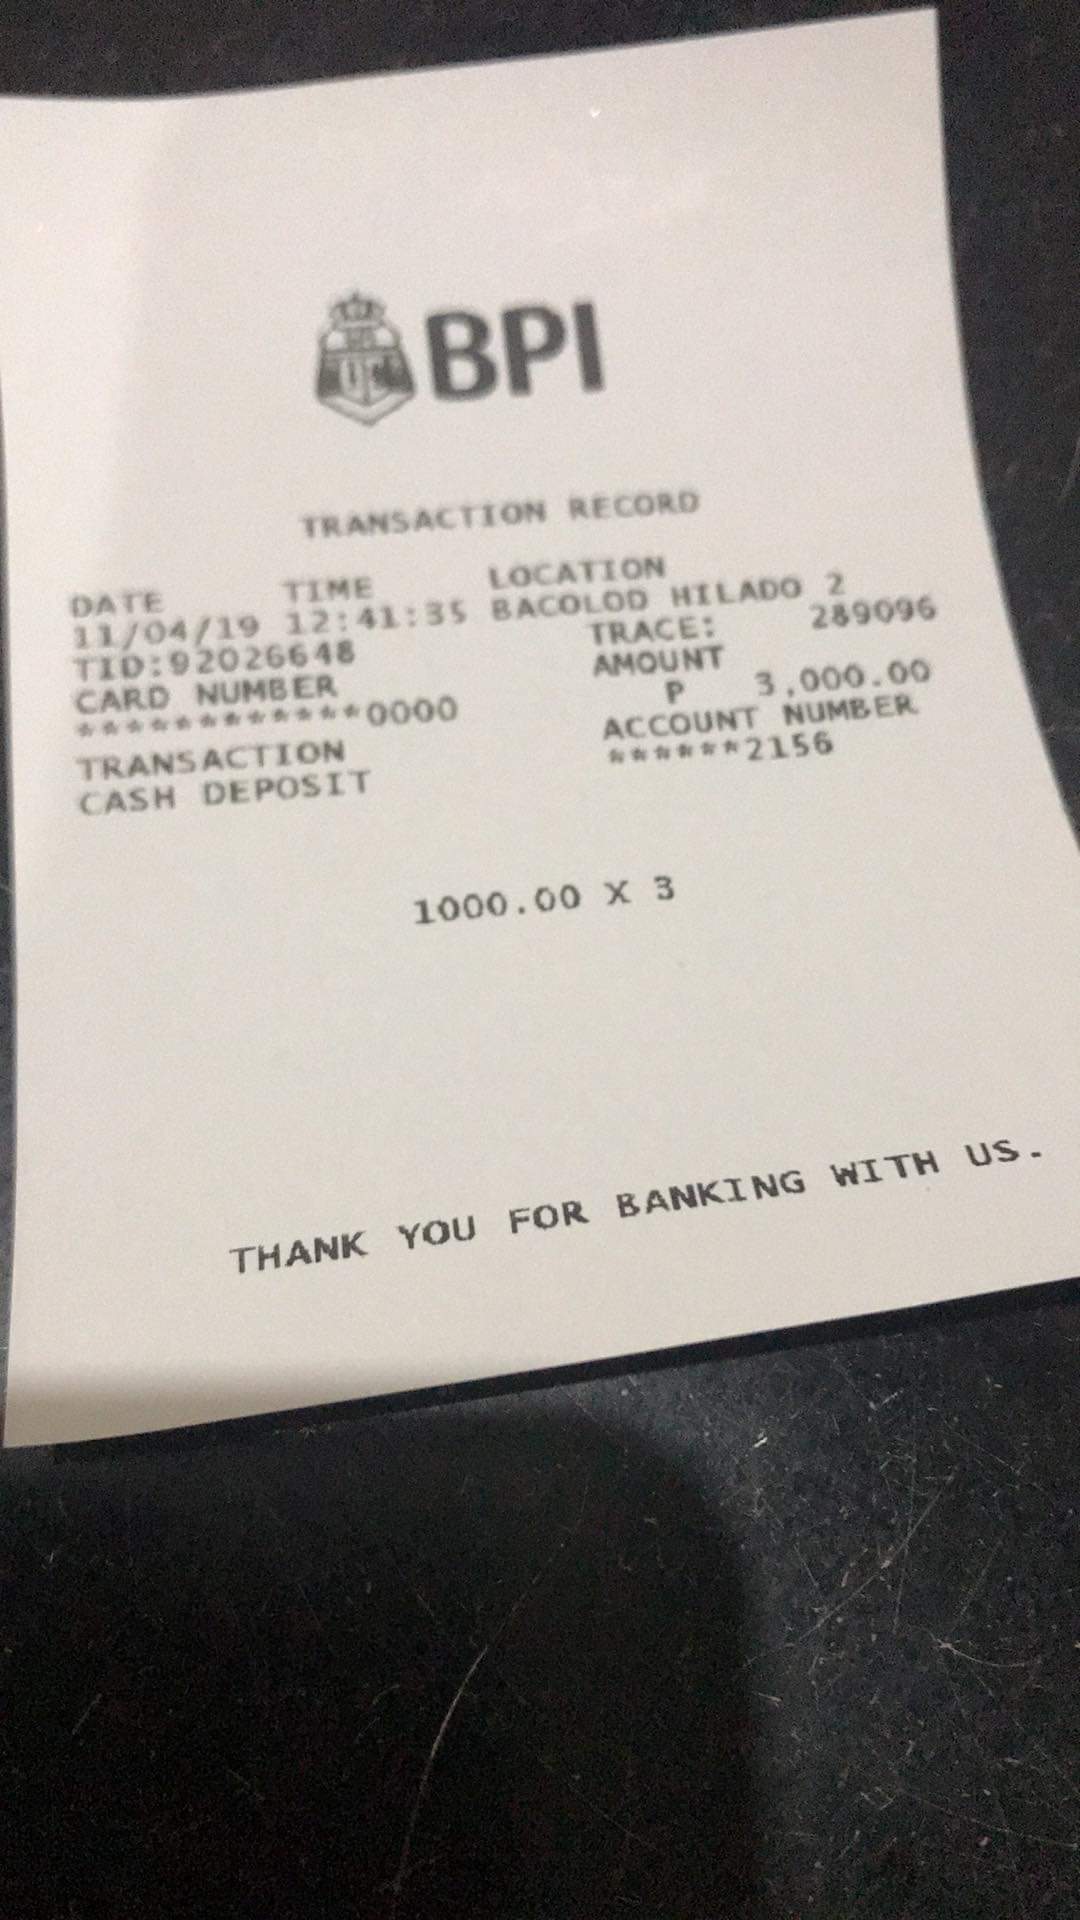 BPI
TRANSACTION RECORD
DATE TIME LOCATION
11/04/19 12:41:35 BACOLOD HILADO 2
TID:92026648 TRACE: 289096
CARD NUMBER AMOUNT
************0000 P 3,000.00
TRANSACTION ACCOUNT NUMBER
CASH DEPOSIT ******2156
1000.00 X 3
THANK YOU FOR BANKING WITH US.